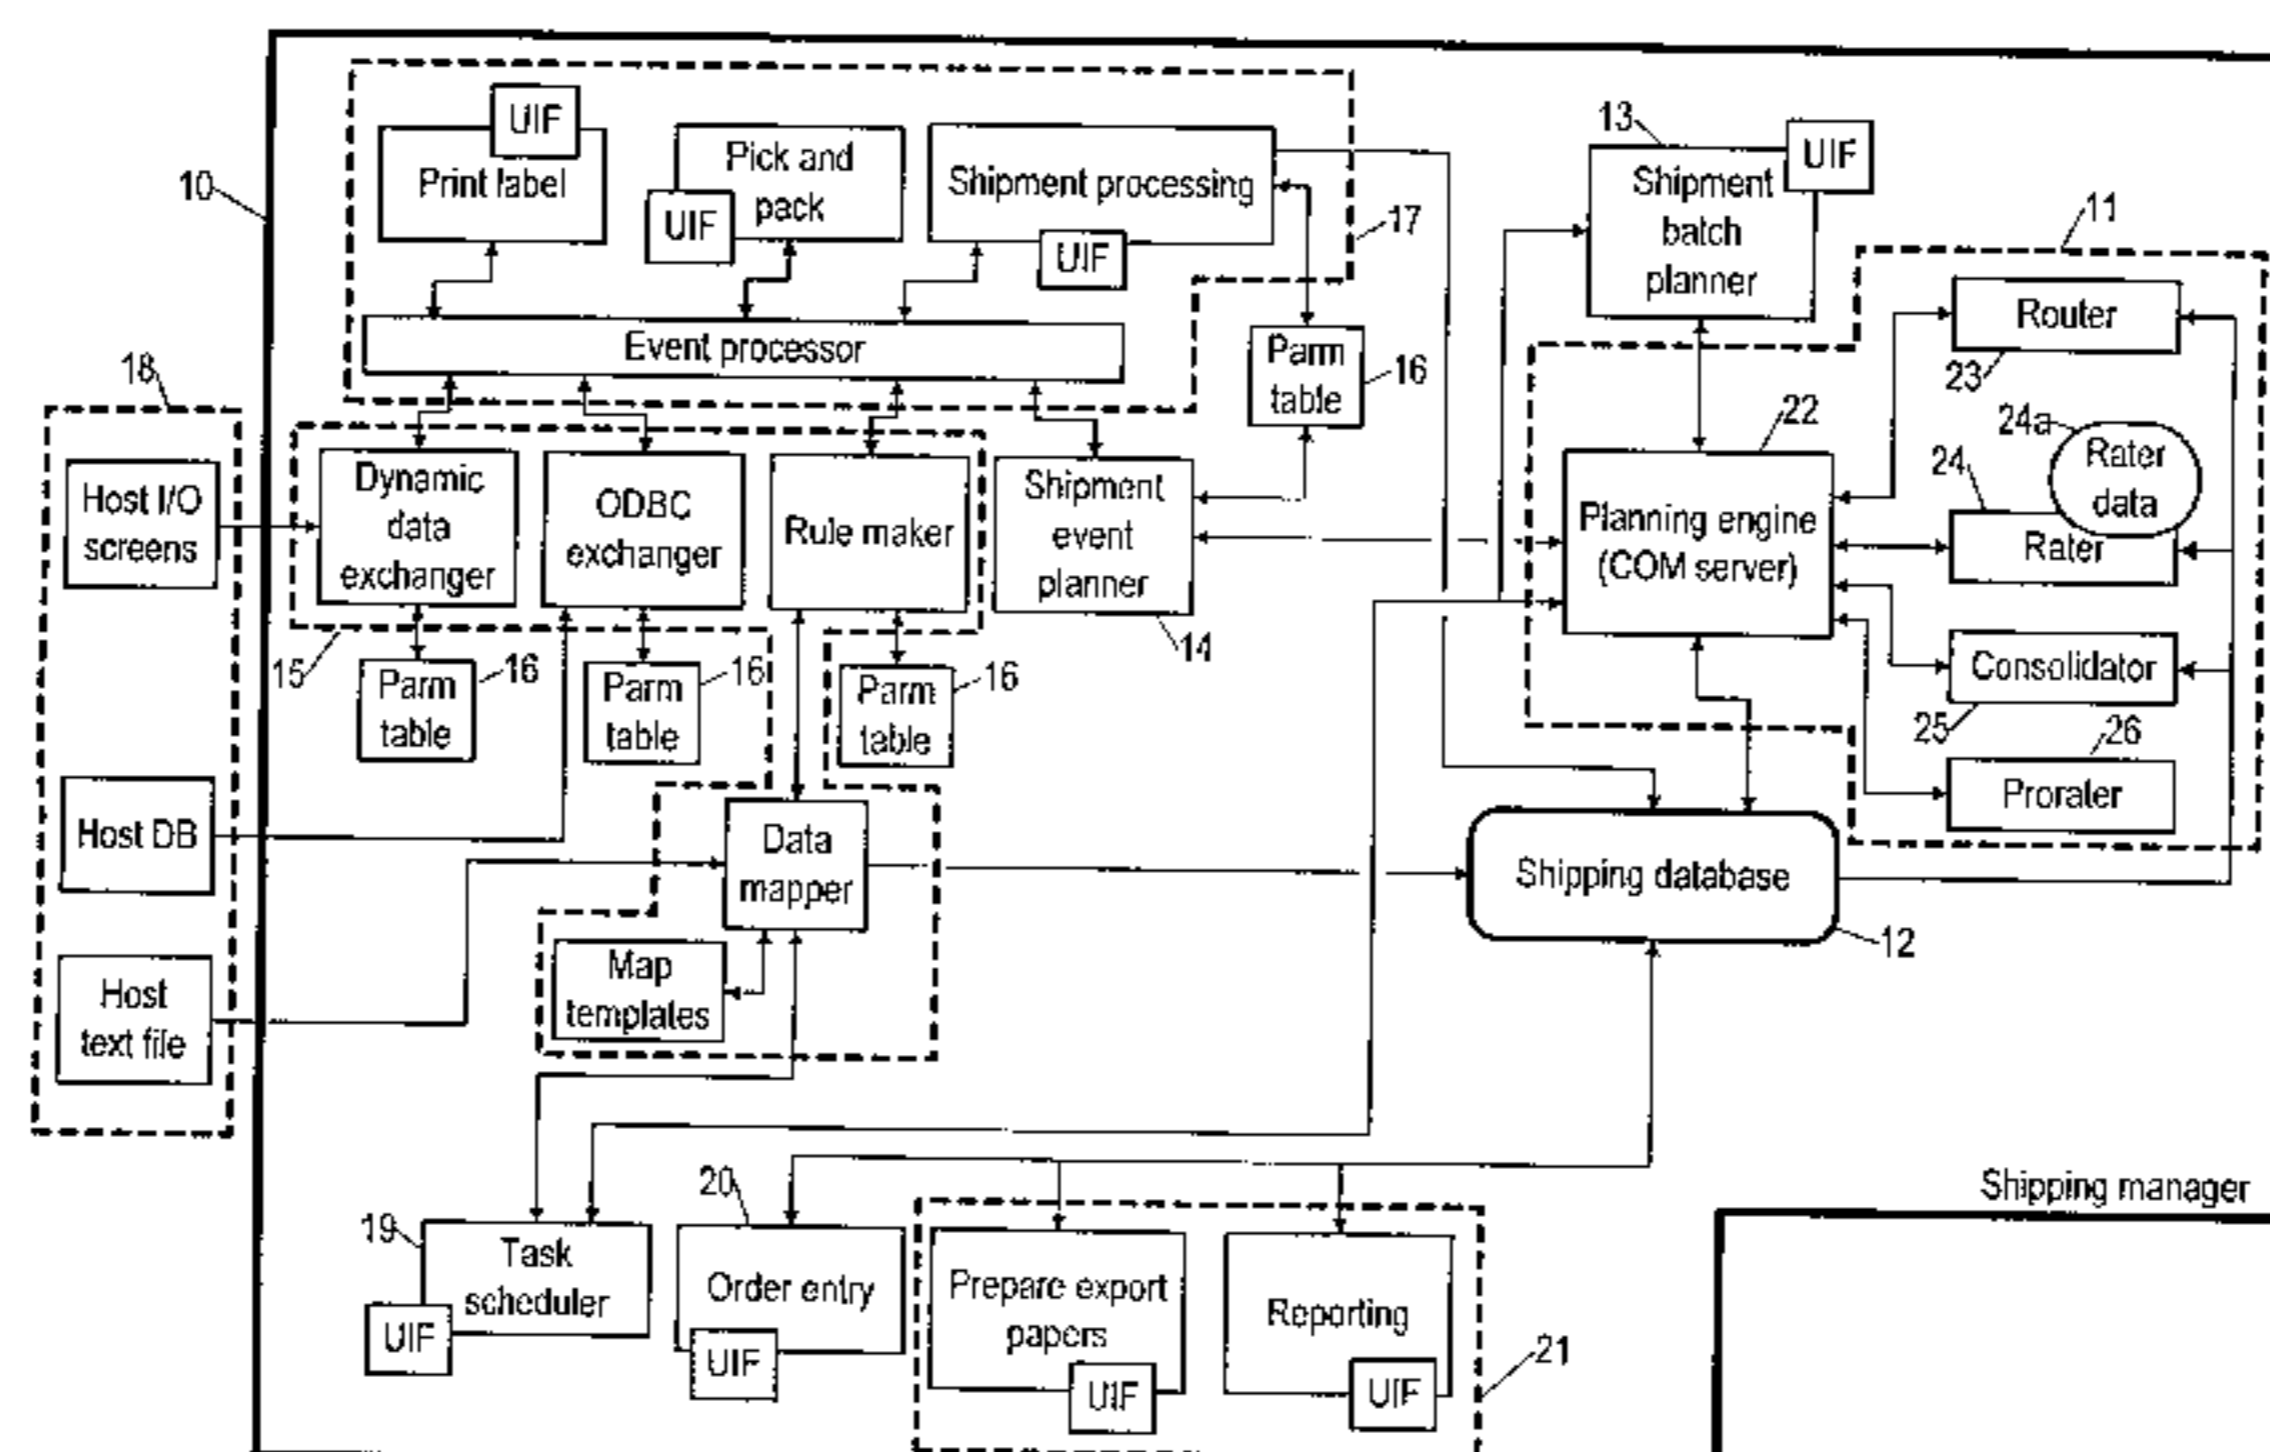 UIF
Print label
Pick and
pack
UIF
Shipment processing
UIF
10
17
13
Shipment
batch
planner
UIF
11
Router
23
Event processor
Parm
table
16
18
22
24a
Rater
data
24
Rater
Host I/O
screens
Dynamic
data
exchanger
ODBC
exchanger
Rule maker
Shipment
event
planner
14
Planning engine
(COM server)
Consolidator
25
26
Prorater
15
Parm
table
16
Parm
table
16
Parm
table
16
Host DB
Data
mapper
Shipping database
12
Host
text file
Map
templates
Shipping manager
19
Task
scheduler
UIF
20
Order entry
UIF
Prepare export
papers
UIF
Reporting
UIF
21